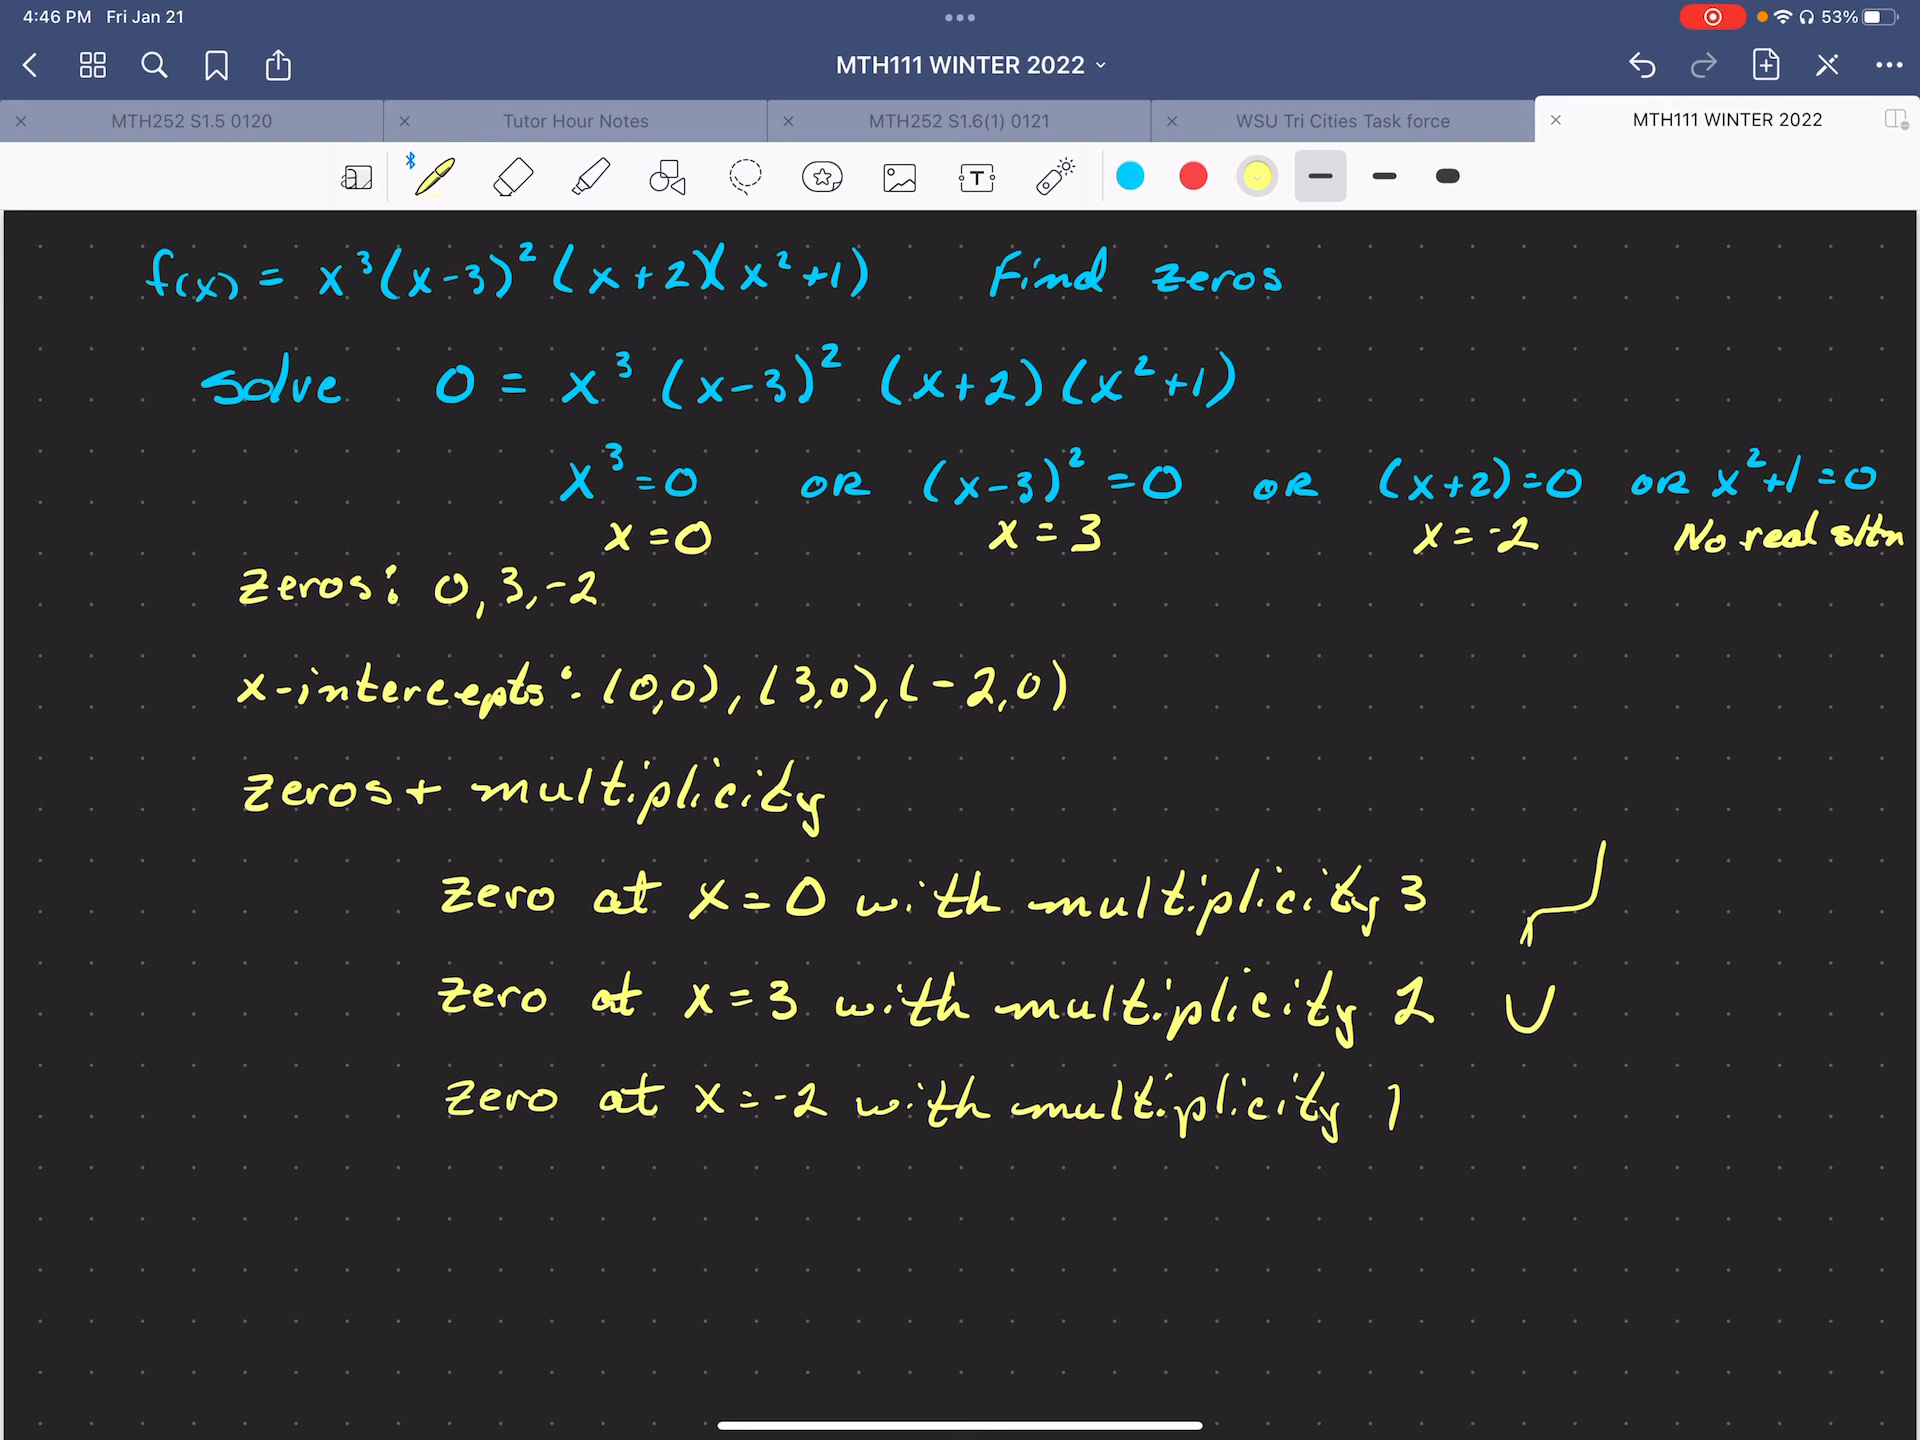 4:46 PM Fri Jan 21
53%
MTH111 WINTER 2022
MTH252 S1.5 0120
Tutor Hour Notes
MTH252 S1.6(1) 0121
WSU Tri Cities Task force
MTH111 WINTER 2022
f(x) = x³(x-3)²(x+2)(x²+1) Find zeros
solve 0 = x³ (x-3)² (x+2)(x²+1)
x³=0 OR (x-3)²=0 OR (x+2)=0 OR x²+1=0
x=0 x=3 x=-2 No real sltn
Zeros: 0, 3, -2
x-intercepts: (0,0), (3,0), (-2,0)
Zeros + multiplicity
zero at x=0 with multiplicity 3
zero at x=3 with multiplicity 2
zero at x=-2 with multiplicity 1